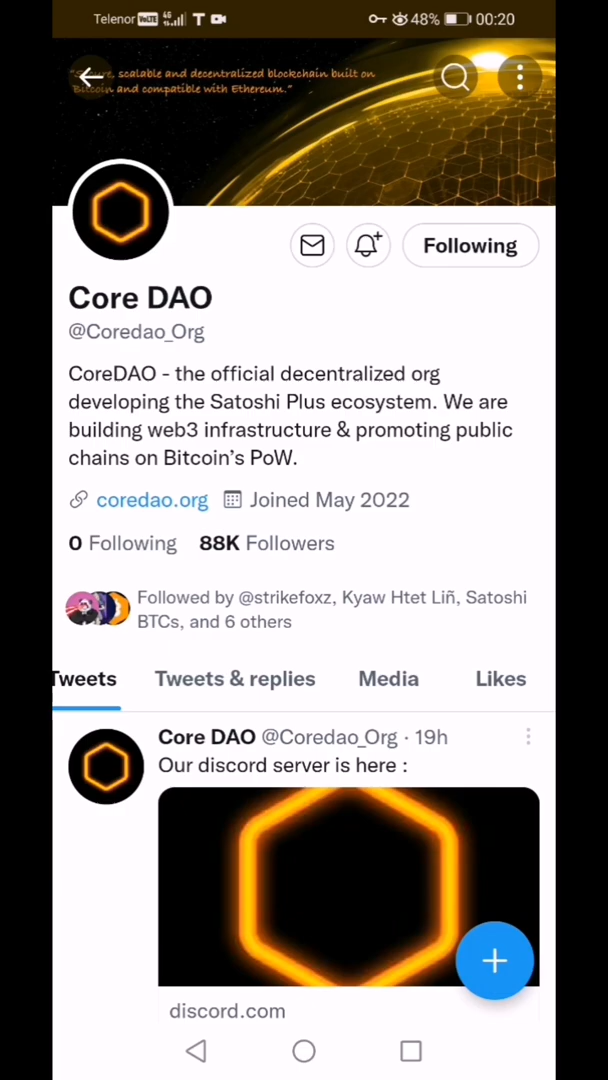 Telenor VoLTE 4G T 48% 00:20
scalable and decentralized blockchain built on
Bitcoin and compatible with Ethereum."
Following
Core DAO
@Coredao_Org
CoreDAO - the official decentralized org
developing the Satoshi Plus ecosystem. We are
building web3 infrastructure & promoting public
chains on Bitcoin's PoW.
coredao.org Joined May 2022
0 Following 88K Followers
Followed by @strikefoxz, Kyaw Htet Liñ, Satoshi
BTCs, and 6 others
Tweets Tweets & replies Media Likes
Core DAO @Coredao_Org · 19h
Our discord server is here :
discord.com